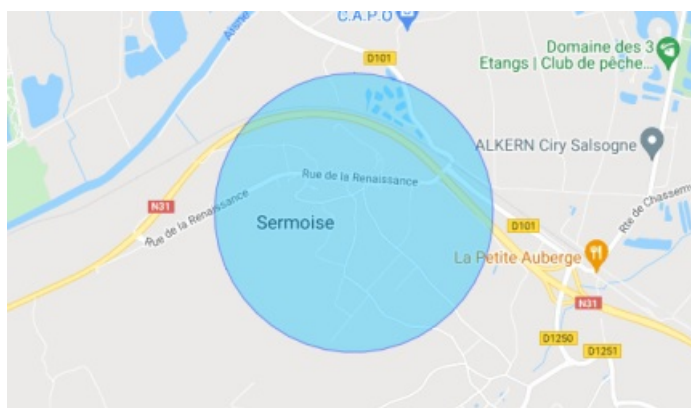 C.A.P.O
D101
Aisne
Domaine des 3
Etangs | Club de pêche...
ALKERN Ciry Salsogne
Rue de la Renaissance
N31
Rue de la Renaissance
Sermoise
Rte de Chassem
D101
La Petite Auberge
N31
D1250
D1251